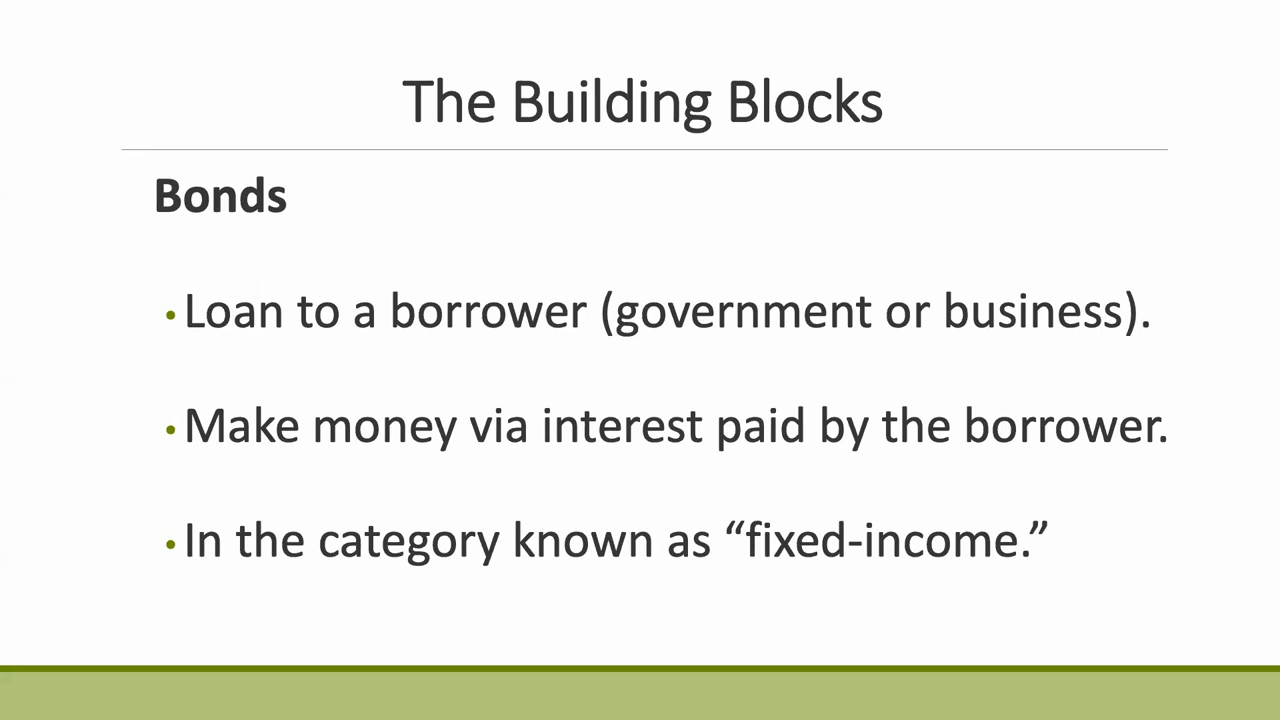 The Building Blocks
Bonds
• Loan to a borrower (government or business).
• Make money via interest paid by the borrower.
• In the category known as “fixed-income.”